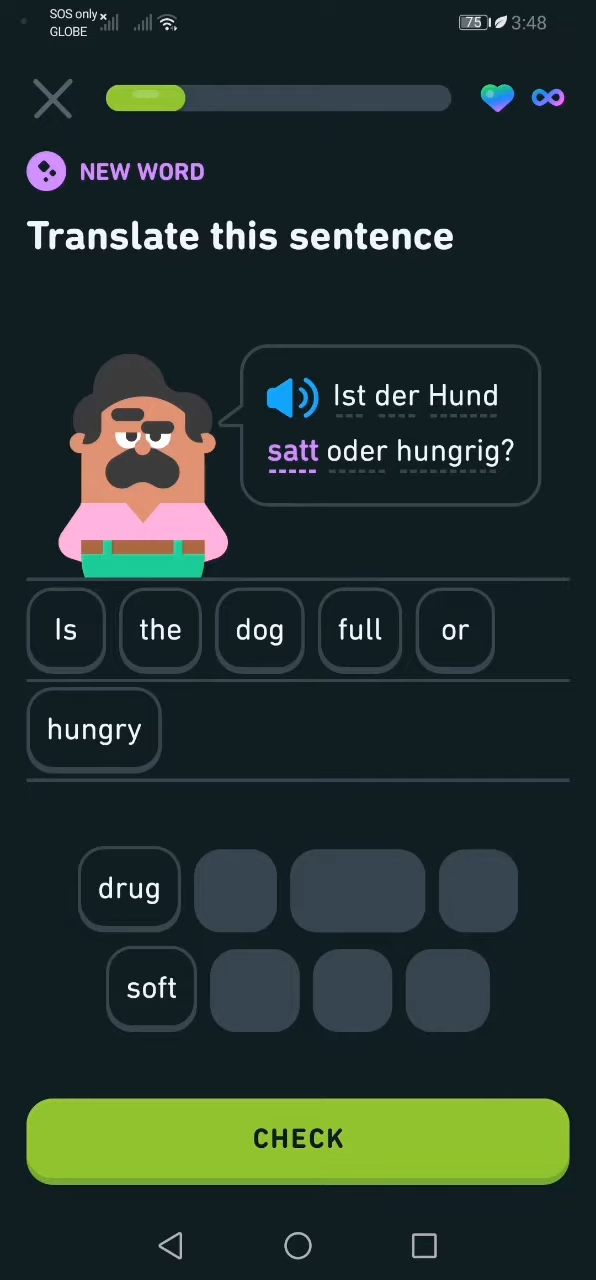 SOS only
GLOBE
75 3:48
NEW WORD
Translate this sentence
Ist der Hund
satt oder hungrig?
Is the dog full or
hungry
drug
soft
CHECK